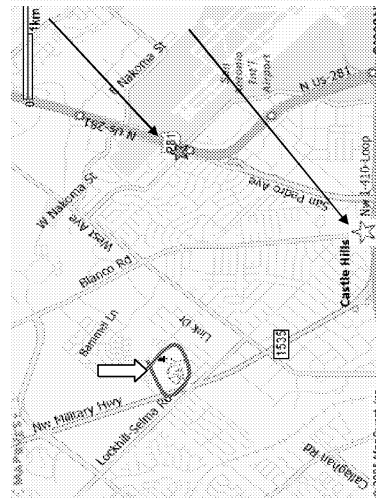 1km
0
E Nakoma St
N Us-281
281
San
Antonio
Int'l
Airport
N Us-281
W Nakoma St
West Ave
San Pedro Ave
Nw I-410-Loop
Blanco Rd
Castle Hills
Bammel Ln
Link Dr
1535
Nw Military Hwy
Lockhill-Selma Rd
Callaghan Rd